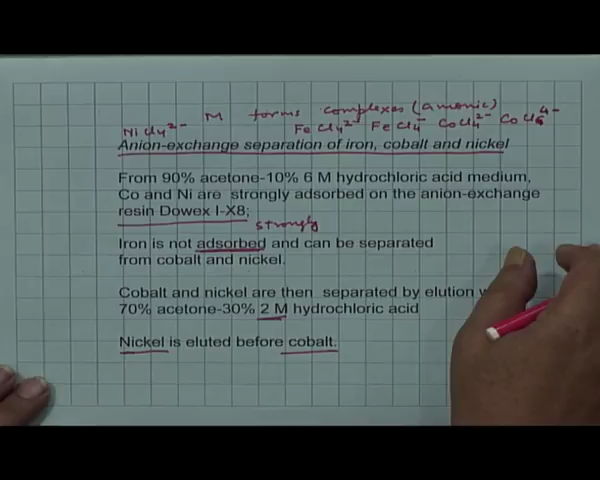 M forms complexes (anionic)
NiCl4 2- FeCl4 2- FeCl4 - CoCl4 2- CoCl6 4-
Anion-exchange separation of iron, cobalt and nickel
From 90% acetone-10% 6 M hydrochloric acid medium,
Co and Ni are strongly adsorbed on the anion-exchange
resin Dowex I-X8;
strongly
Iron is not adsorbed and can be separated
from cobalt and nickel.
Cobalt and nickel are then separated by elution
70% acetone-30% 2 M hydrochloric acid
Nickel is eluted before cobalt.